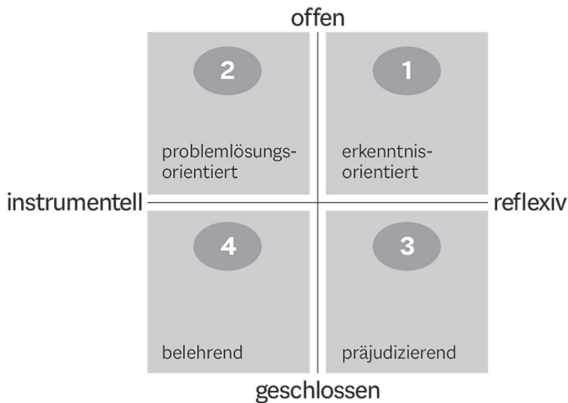 offen
2
1
problemlösungs-
orientiert
erkenntnis-
orientiert
instrumentell
reflexiv
4
3
belehrend
präjudizierend
geschlossen